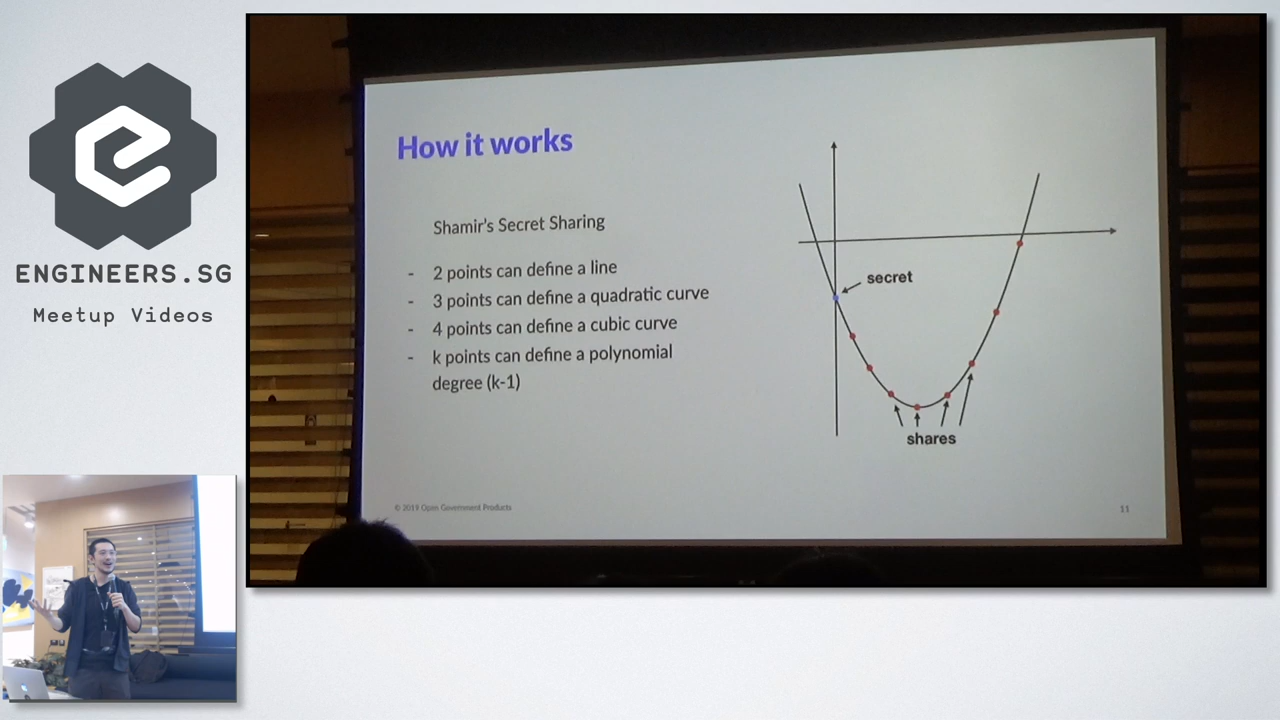 ENGINEERS.SG
Meetup Videos
How it works
Shamir's Secret Sharing
- 2 points can define a line
- 3 points can define a quadratic curve
- 4 points can define a cubic curve
- k points can define a polynomial
degree (k-1)
secret
shares
© 2019 Open Government Products
11